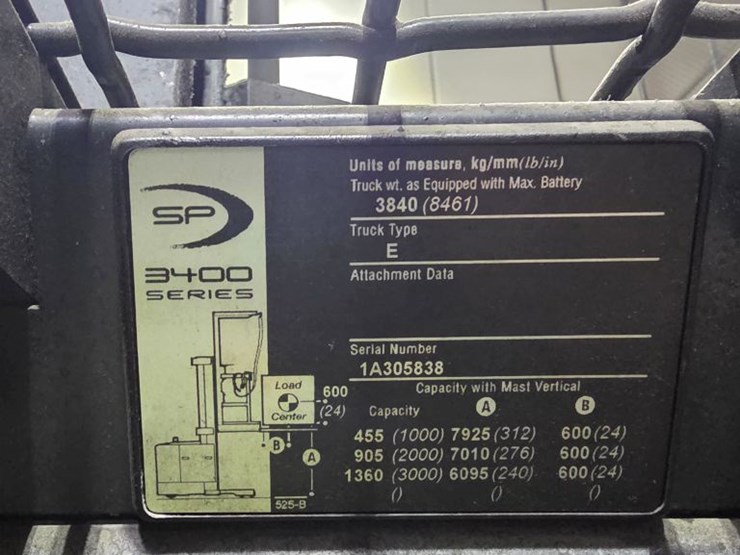 SP
3400
SERIES
Units of measure, kg/mm(lb/in)
Truck wt. as Equipped with Max. Battery
3840 (8461)
Truck Type
E
Attachment Data
Serial Number
1A305838
Capacity with Mast Vertical
Capacity A B
455 (1000) 7925 (312) 600 (24)
905 (2000) 7010 (276) 600 (24)
1360 (3000) 6095 (240) 600 (24)
() () ()
Load
Center
600
(24)
B
A
525-B